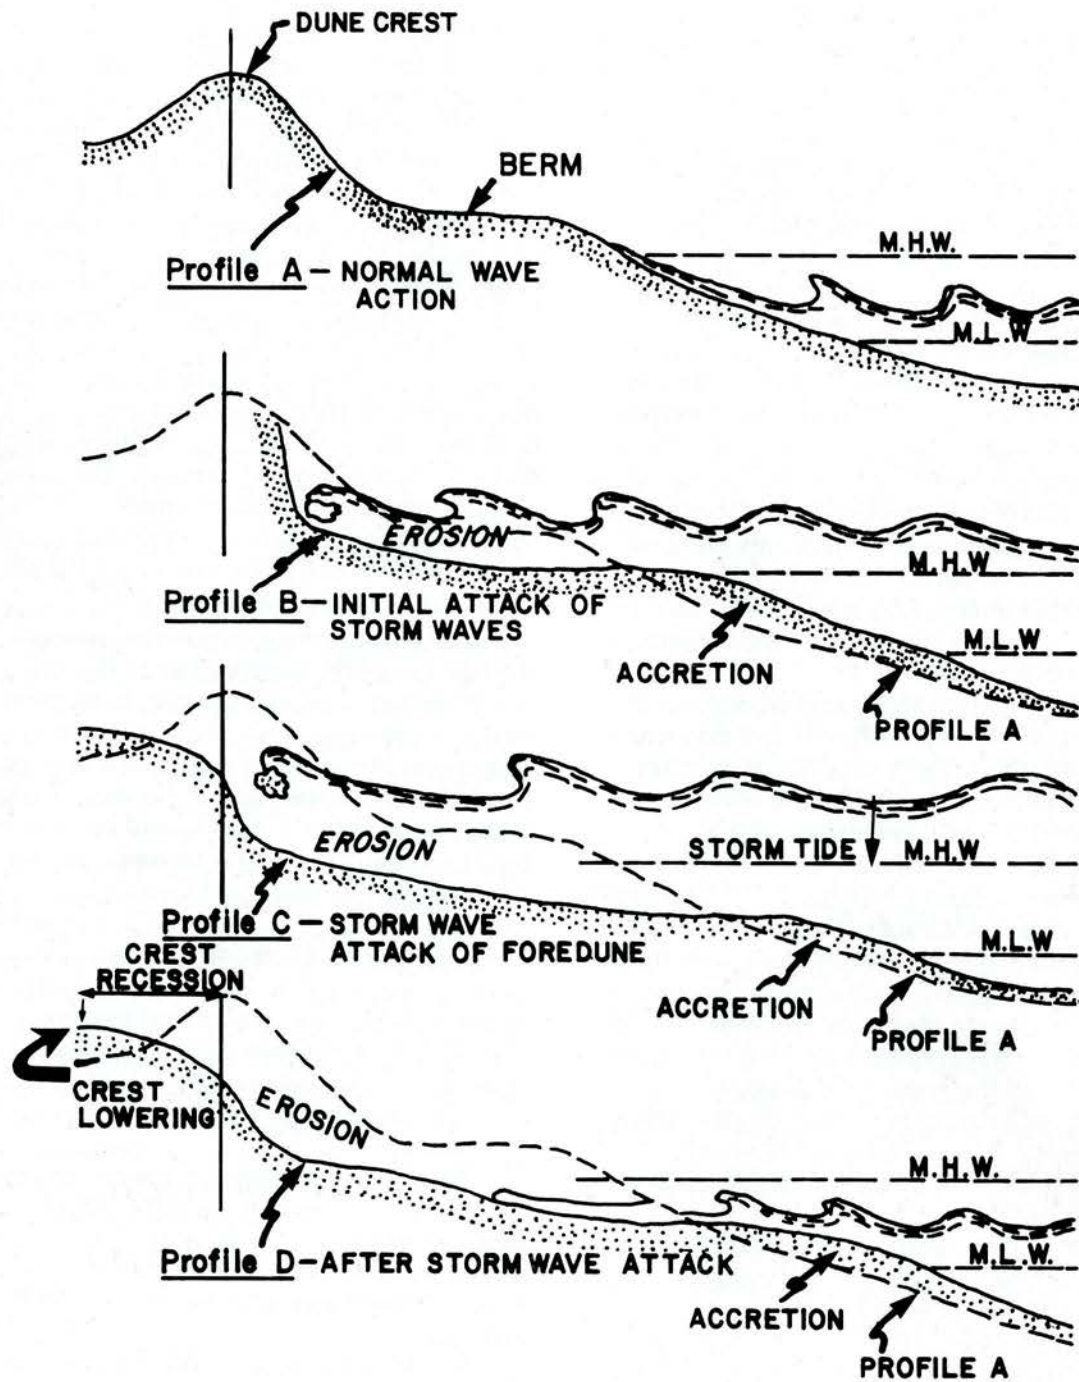 DUNE CREST
BERM
M.H.W.
Profile A – NORMAL WAVE
ACTION
M.L.W
EROSION
M.H.W
Profile B – INITIAL ATTACK OF
STORM WAVES
M.L.W
ACCRETION
PROFILE A
EROSION
STORM TIDE
M.H.W
Profile C – STORM WAVE
ATTACK OF FOREDUNE
M.L.W
CREST
RECESSION
ACCRETION
PROFILE A
CREST
LOWERING
EROSION
M.H.W.
Profile D – AFTER STORM WAVE ATTACK
M.L.W.
ACCRETION
PROFILE A